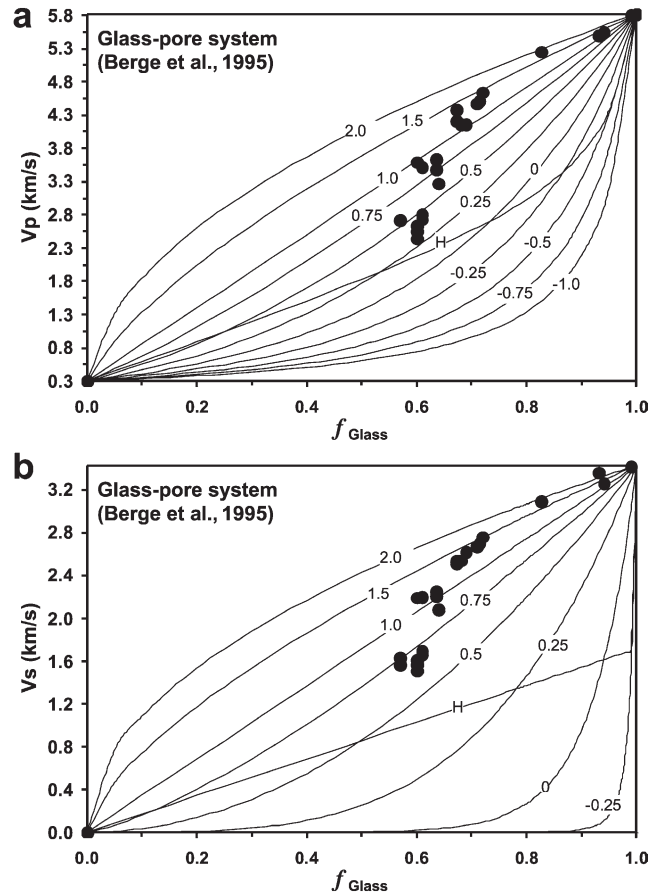 a
Glass-pore system
(Berge et al., 1995)
Vp (km/s)
5.8
5.3
4.8
4.3
3.8
3.3
2.8
2.3
1.8
1.3
0.8
0.3
2.0
1.5
1.0
0.75
0.5
0.25
0
H
-0.25
-0.5
-0.75
-1.0
0.0 0.2 0.4 0.6 0.8 1.0
f Glass
b
Glass-pore system
(Berge et al., 1995)
Vs (km/s)
3.2
2.8
2.4
2.0
1.6
1.2
0.8
0.4
0.0
2.0
1.5
1.0
0.75
0.5
0.25
H
0
-0.25
0.0 0.2 0.4 0.6 0.8 1.0
f Glass